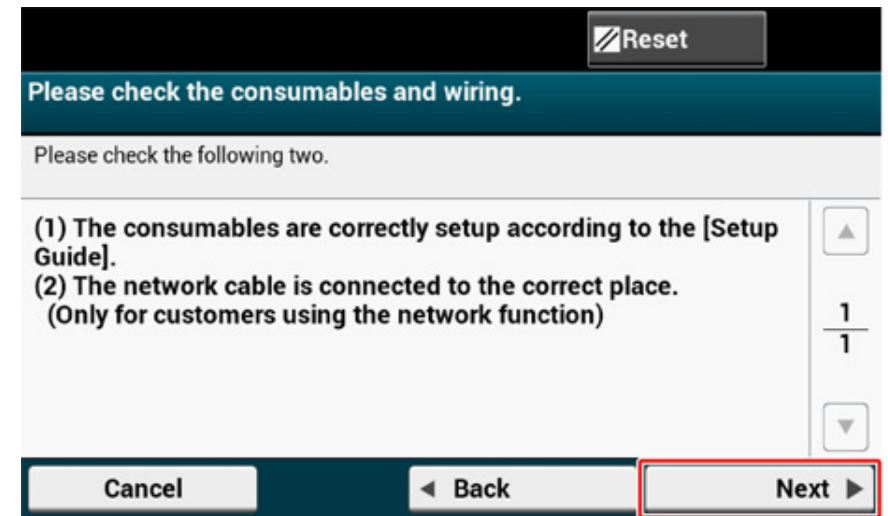 Reset
Please check the consumables and wiring.
Please check the following two.
(1) The consumables are correctly setup according to the [Setup
Guide].
(2) The network cable is connected to the correct place.
(Only for customers using the network function)
1
1
Cancel
Back
Next